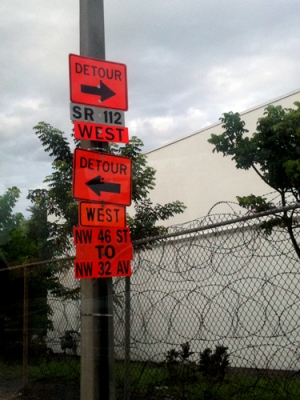 DETOUR
SR 112
WEST
DETOUR
WEST
NW 46 ST
TO
NW 32 AV